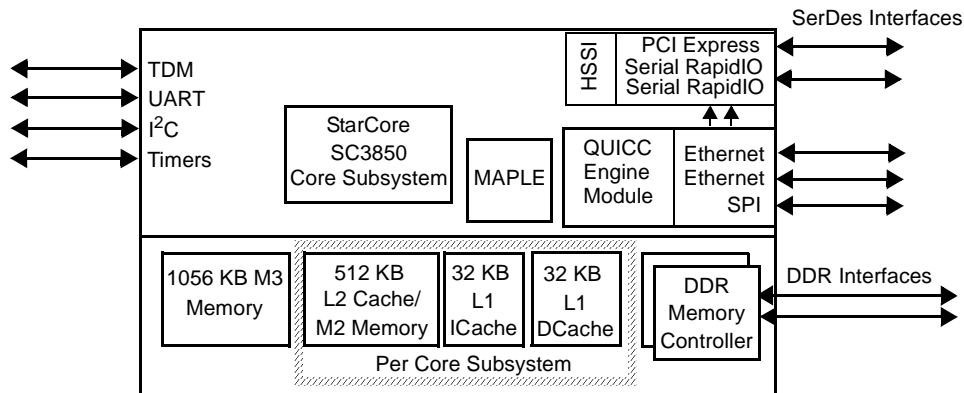 SerDes Interfaces
TDM
UART
I²C
Timers
HSSI
PCI Express
Serial RapidIO
Serial RapidIO
StarCore
SC3850
Core Subsystem
MAPLE
QUICC
Engine
Module
Ethernet
Ethernet
SPI
1056 KB M3
Memory
512 KB
L2 Cache/
M2 Memory
32 KB
L1
ICache
32 KB
L1
DCache
Per Core Subsystem
DDR
Memory
Controller
DDR Interfaces